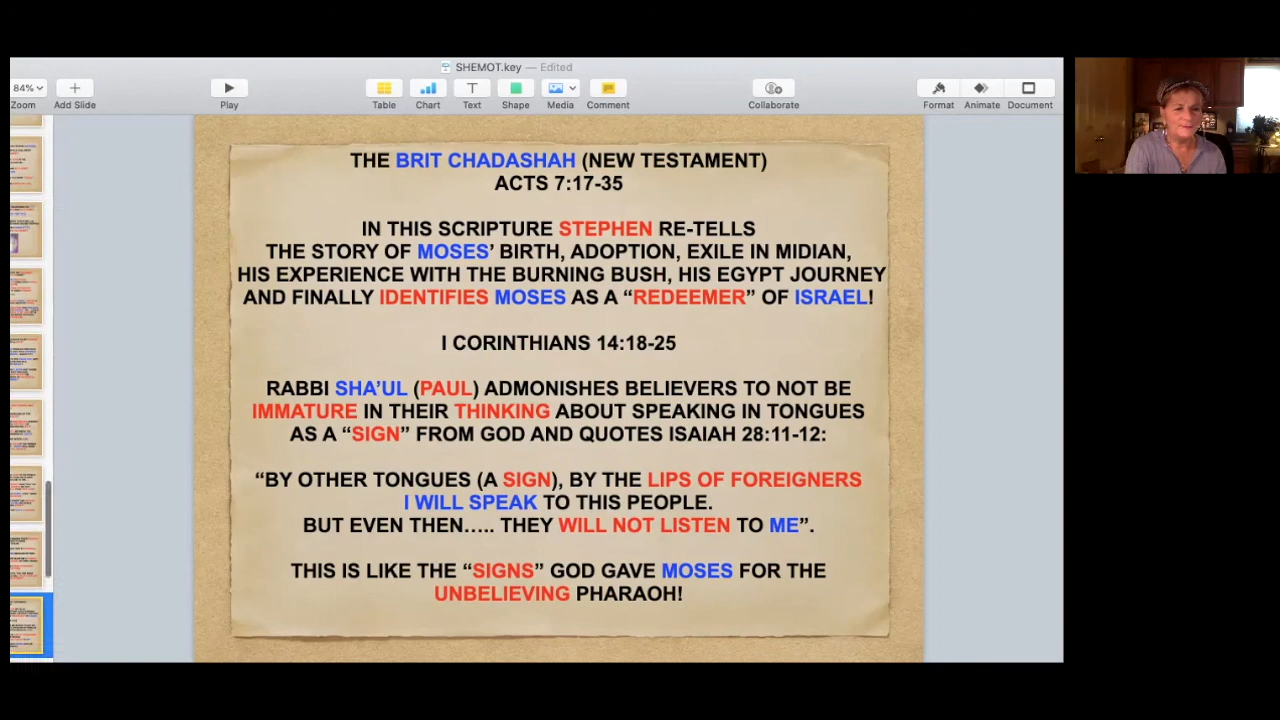 SHEMOT.key — Edited
84%
Zoom
Add Slide
Play
Table
Chart
Text
Shape
Media
Comment
Collaborate
Format
Animate
Document
THE BRIT CHADASHAH (NEW TESTAMENT)
ACTS 7:17-35
IN THIS SCRIPTURE STEPHEN RE-TELLS
THE STORY OF MOSES’ BIRTH, ADOPTION, EXILE IN MIDIAN,
HIS EXPERIENCE WITH THE BURNING BUSH, HIS EGYPT JOURNEY
AND FINALLY IDENTIFIES MOSES AS A “REDEEMER” OF ISRAEL!
I CORINTHIANS 14:18-25
RABBI SHA’UL (PAUL) ADMONISHES BELIEVERS TO NOT BE
IMMATURE IN THEIR THINKING ABOUT SPEAKING IN TONGUES
AS A “SIGN” FROM GOD AND QUOTES ISAIAH 28:11-12:
“BY OTHER TONGUES (A SIGN), BY THE LIPS OF FOREIGNERS
I WILL SPEAK TO THIS PEOPLE.
BUT EVEN THEN….. THEY WILL NOT LISTEN TO ME”.
THIS IS LIKE THE “SIGNS” GOD GAVE MOSES FOR THE
UNBELIEVING PHARAOH!